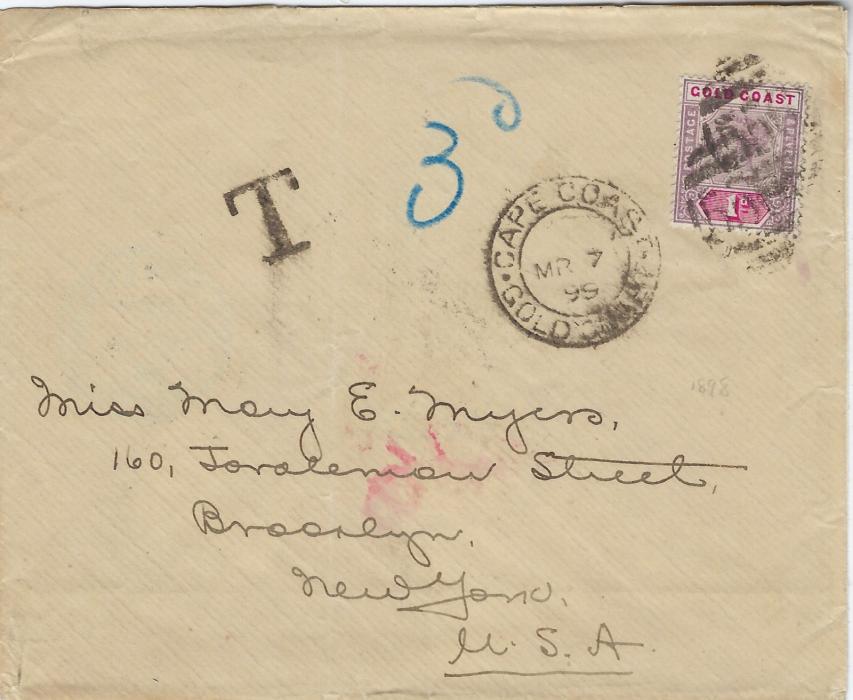 GOLD COAST
POSTAGE & REVENUE
1D
T
3d
CAPE COAST
MR 7
99
GOLD COAST
1898
Miss Mary E. Myers,
160, Joralemon Street,
Brooklyn,
New York.
U. S. A.